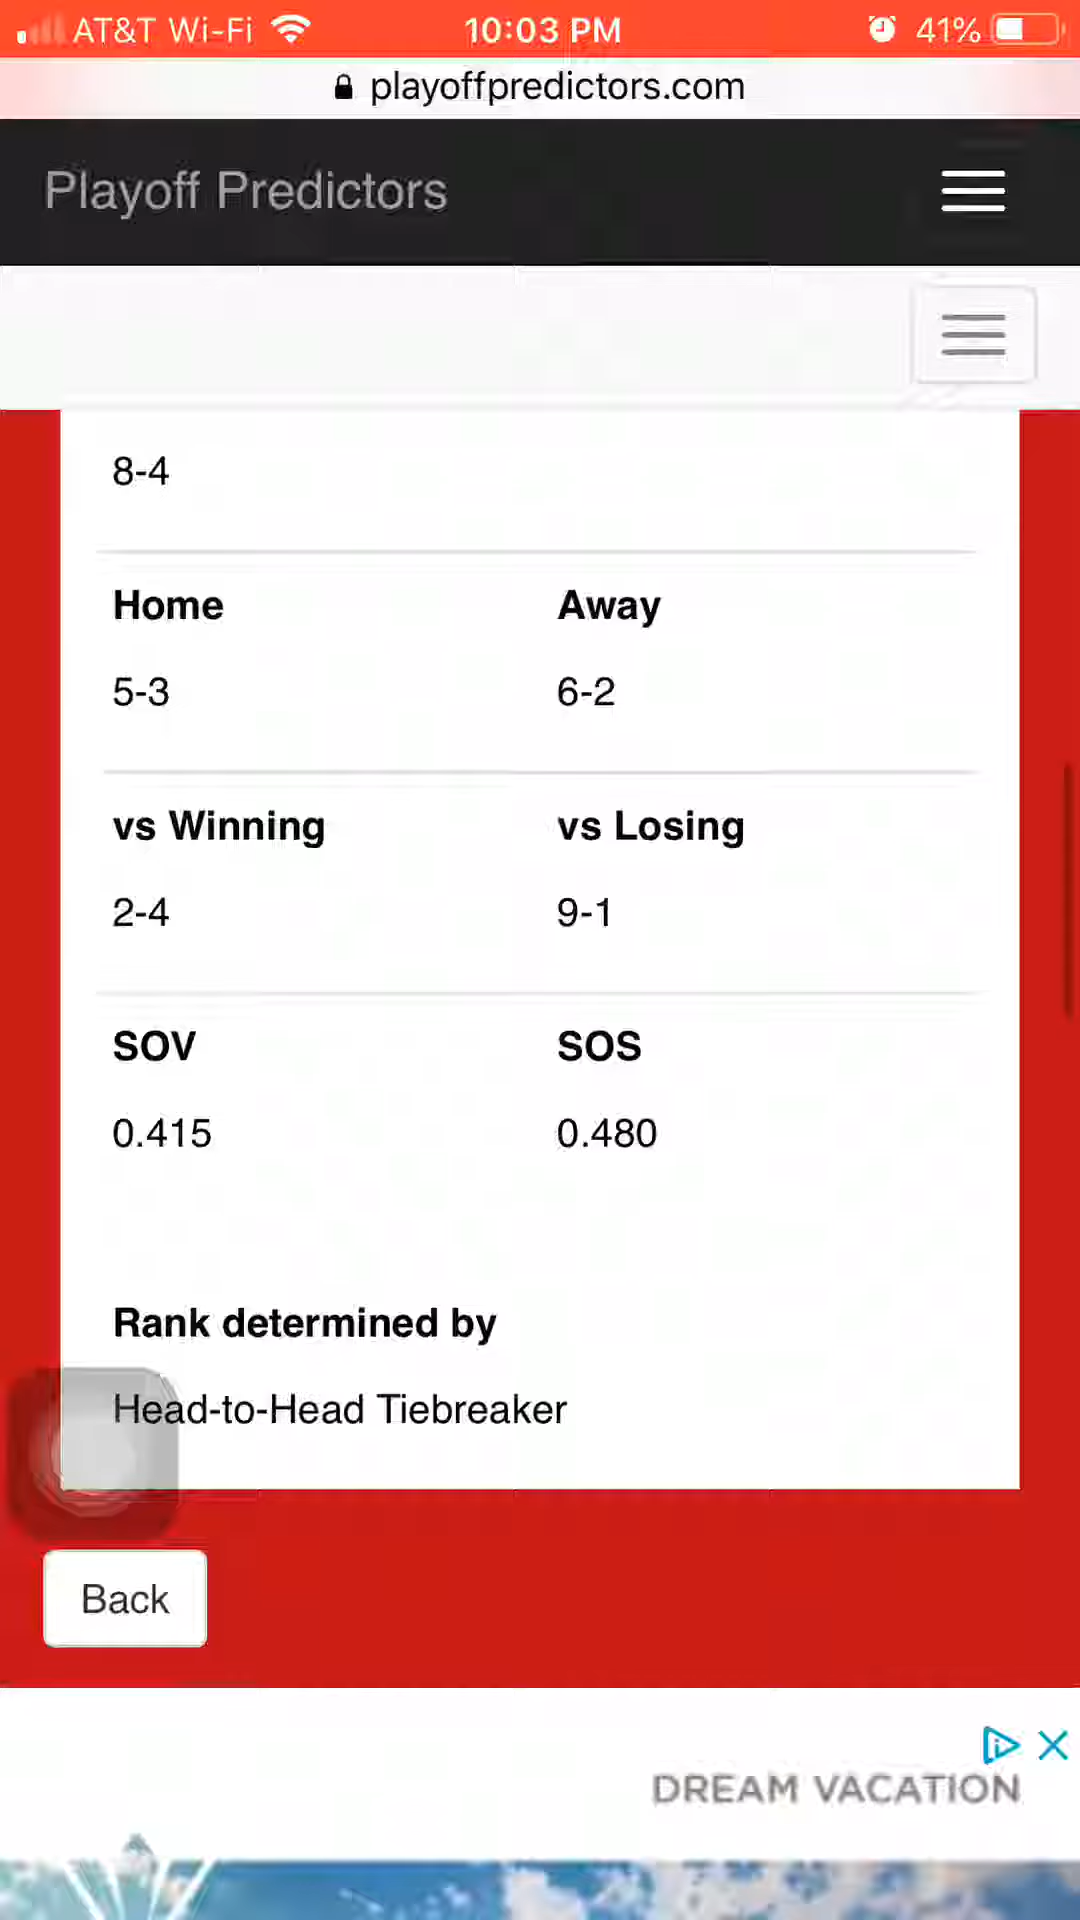 AT&T Wi-Fi 10:03 PM 41%
playoffpredictors.com
Playoff Predictors
8-4
Home Away
5-3 6-2
vs Winning vs Losing
2-4 9-1
SOV SOS
0.415 0.480
Rank determined by
Head-to-Head Tiebreaker
Back
DREAM VACATION